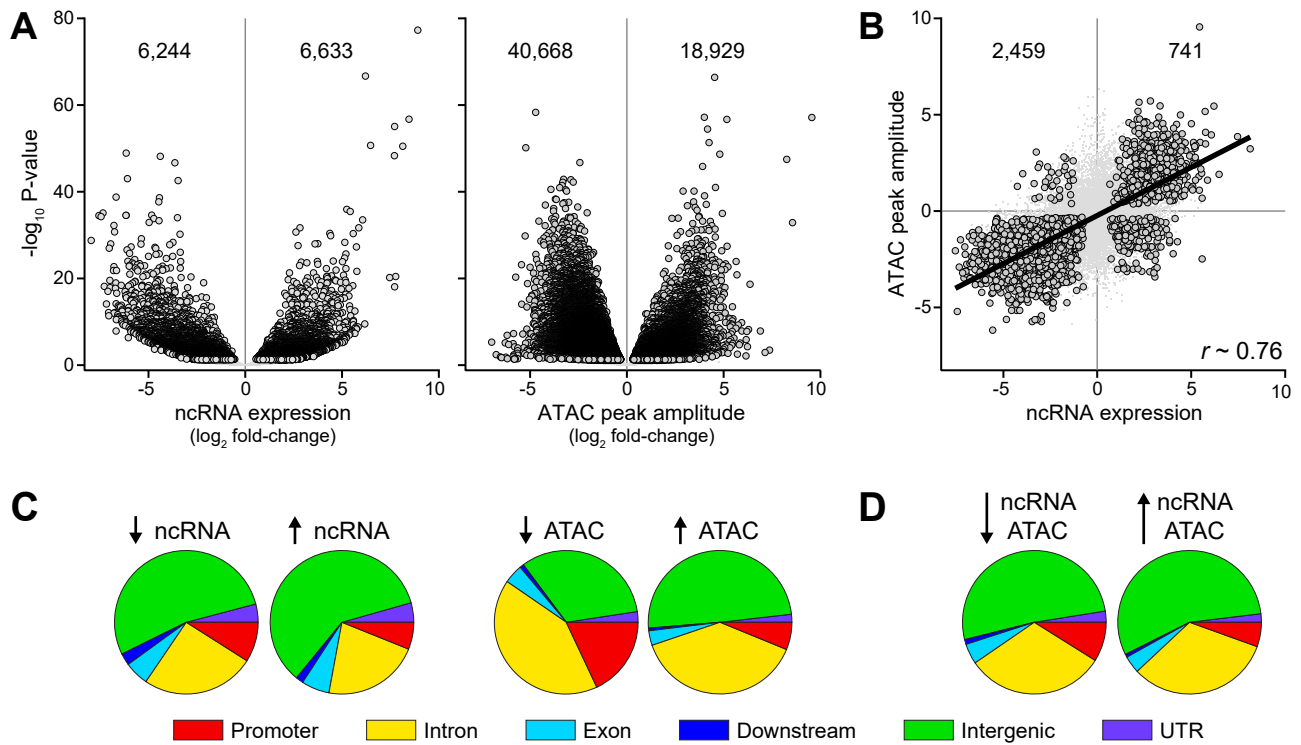 A
80
60
40
20
0
-log10 P-value
6,244
6,633
-5
0
5
10
ncRNA expression
(log2 fold-change)
40,668
18,929
-5
0
5
10
ATAC peak amplitude
(log2 fold-change)
B
10
5
0
-5
ATAC peak amplitude
2,459
741
r ~ 0.76
-5
0
5
10
ncRNA expression
C
↓ ncRNA
↑ ncRNA
↓ ATAC
↑ ATAC
D
↓ ncRNA
ATAC
↑ ncRNA
ATAC
Promoter
Intron
Exon
Downstream
Intergenic
UTR